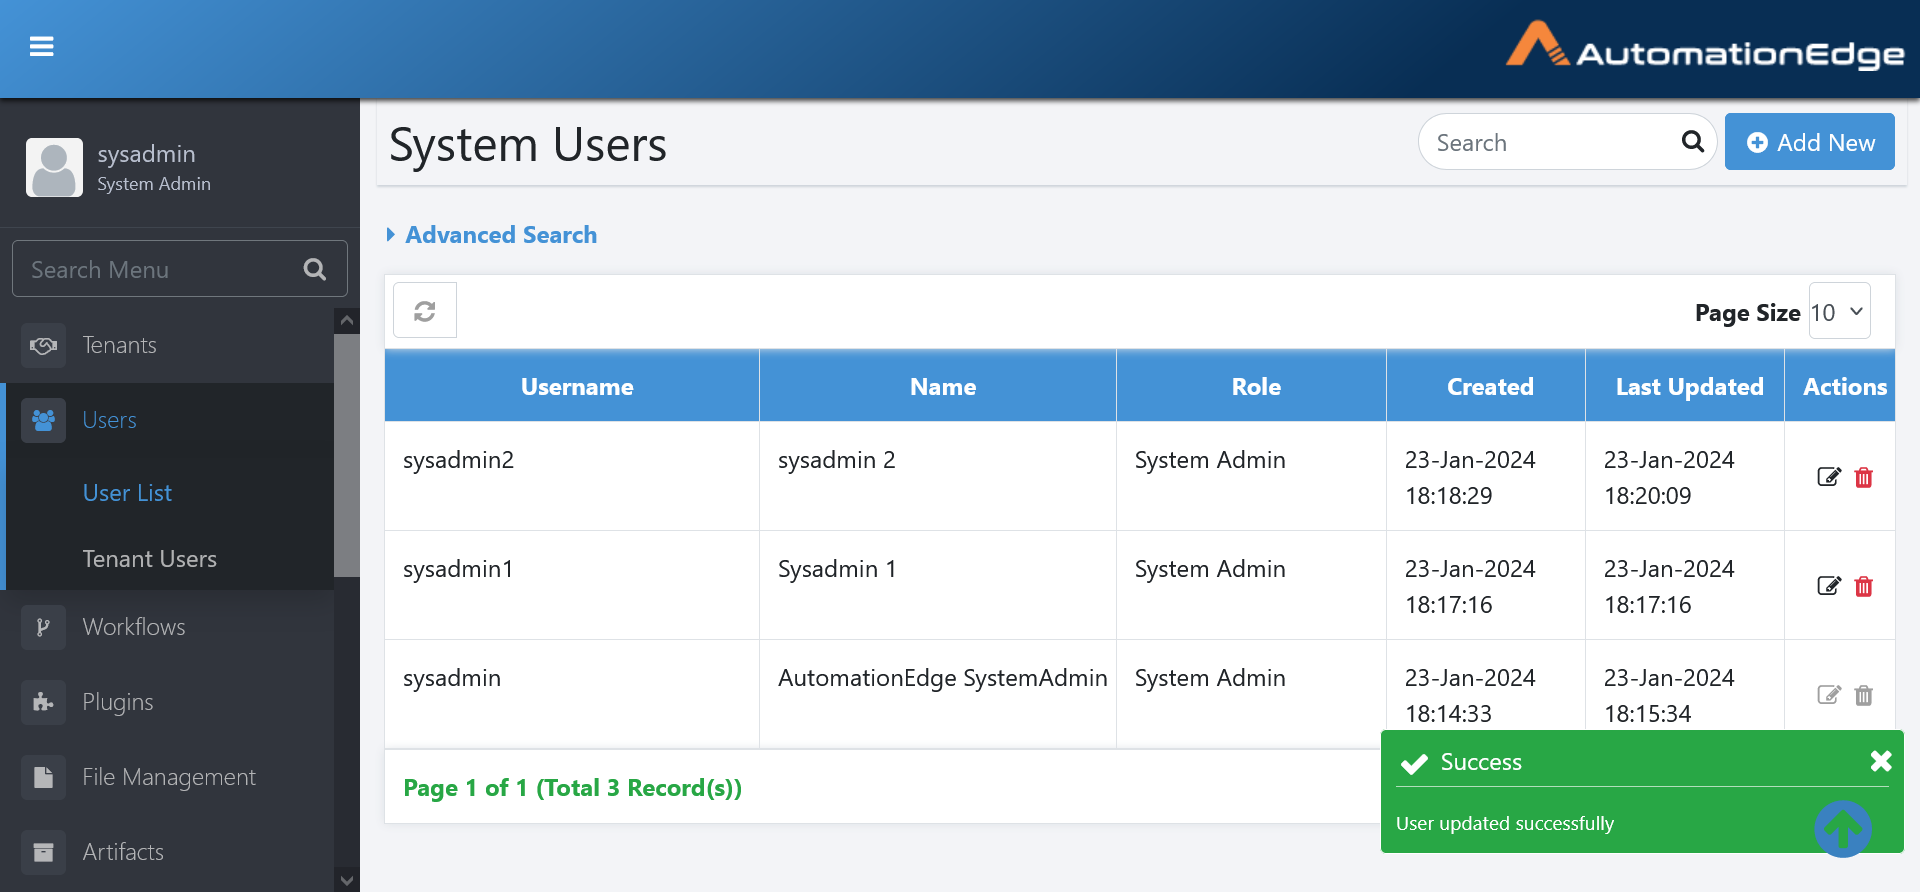 AutomationEdge
sysadmin
System Admin
Search Menu
Tenants
Users
User List
Tenant Users
Workflows
Plugins
File Management
Artifacts
System Users
Search
Add New
Advanced Search
Page Size 10
Username Name Role Created Last Updated Actions
sysadmin2 sysadmin 2 System Admin 23-Jan-2024 23-Jan-2024
18:18:29 18:20:09
sysadmin1 Sysadmin 1 System Admin 23-Jan-2024 23-Jan-2024
18:17:16 18:17:16
sysadmin AutomationEdge SystemAdmin System Admin 23-Jan-2024 23-Jan-2024
18:14:33 18:15:34
Page 1 of 1 (Total 3 Record(s))
Success
User updated successfully